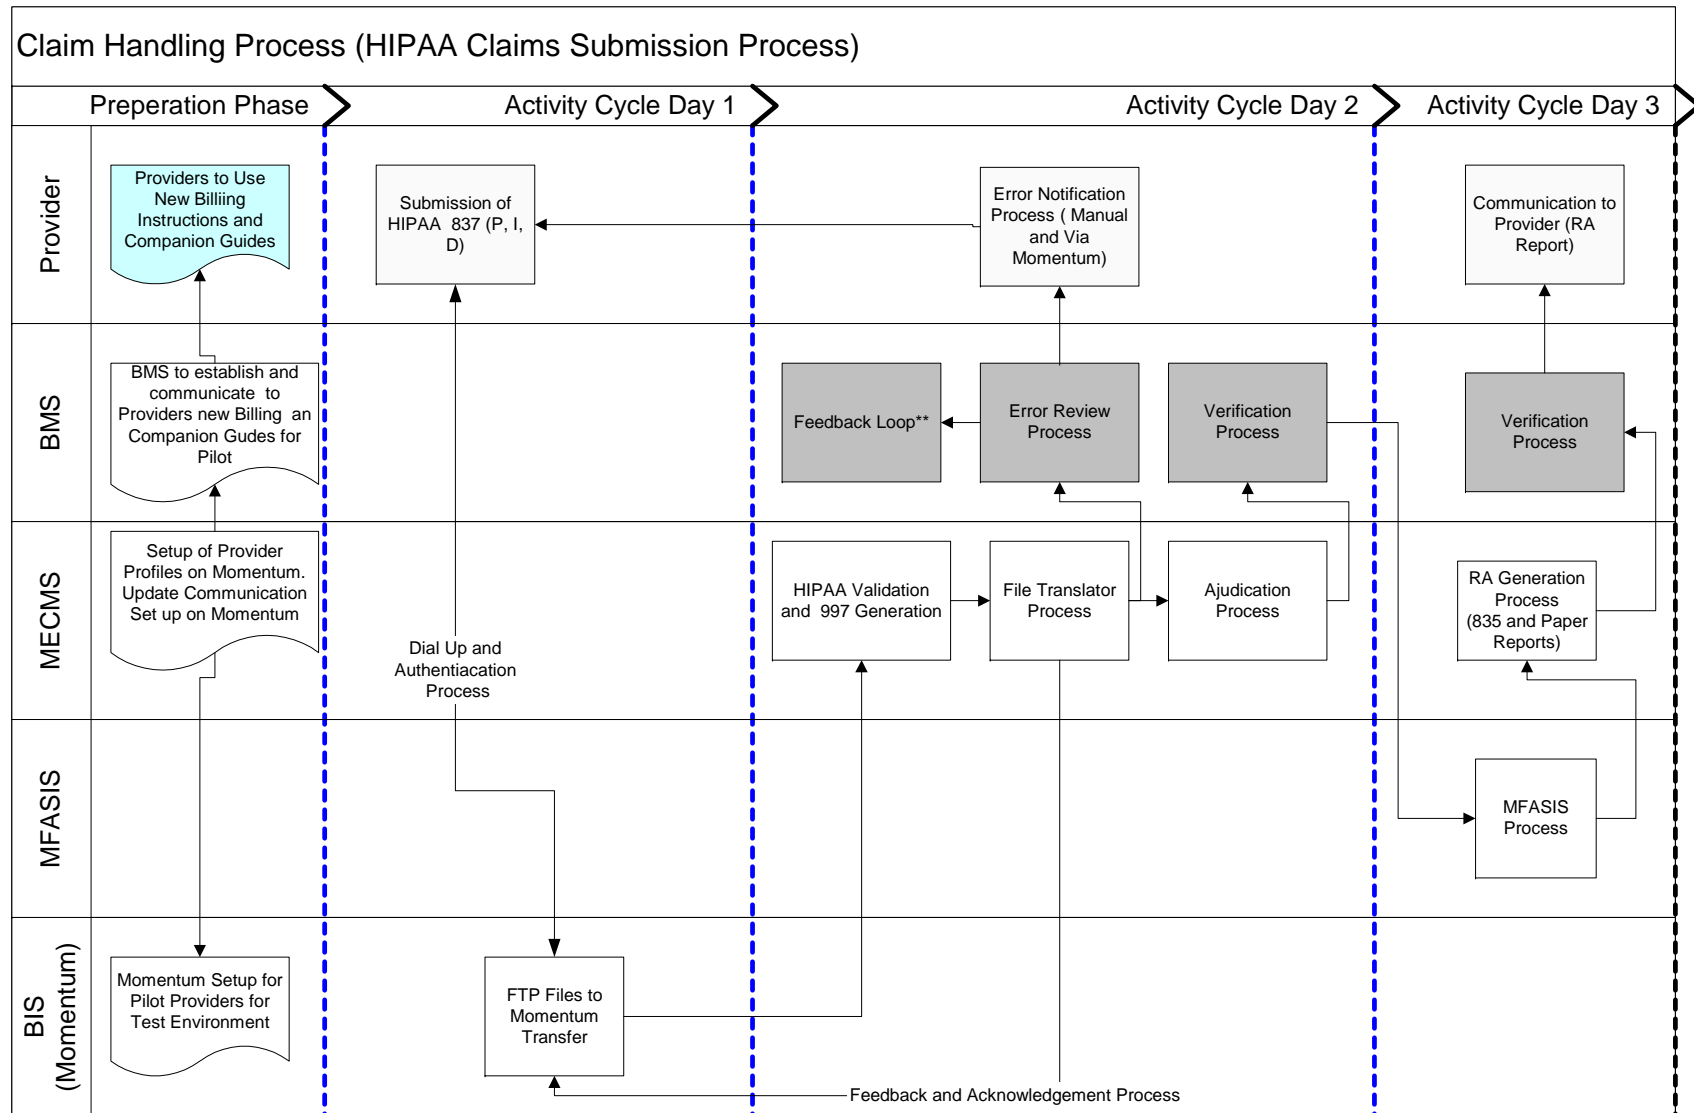 Claim Handling Process (HIPAA Claims Submission Process)
Preperation Phase
Activity Cycle Day 1
Activity Cycle Day 2
Activity Cycle Day 3
Provider
Providers to Use
New Billiing
Instructions and
Companion Guides
Submission of
HIPAA 837 (P, I,
D)
Error Notification
Process ( Manual
and Via
Momentum)
Communication to
Provider (RA
Report)
BMS
BMS to establish and
communicate to
Providers new Billing an
Companion Gudes for
Pilot
Feedback Loop**
Error Review
Process
Verification
Process
Verification
Process
MECMS
Setup of Provider
Profiles on Momentum.
Update Communication
Set up on Momentum
Dial Up and
Authentiacation
Process
HIPAA Validation
and 997 Generation
File Translator
Process
Ajudication
Process
RA Generation
Process
(835 and Paper
Reports)
MFASIS
MFASIS
Process
BIS
(Momentum)
Momentum Setup for
Pilot Providers for
Test Environment
FTP Files to
Momentum
Transfer
Feedback and Acknowledgement Process